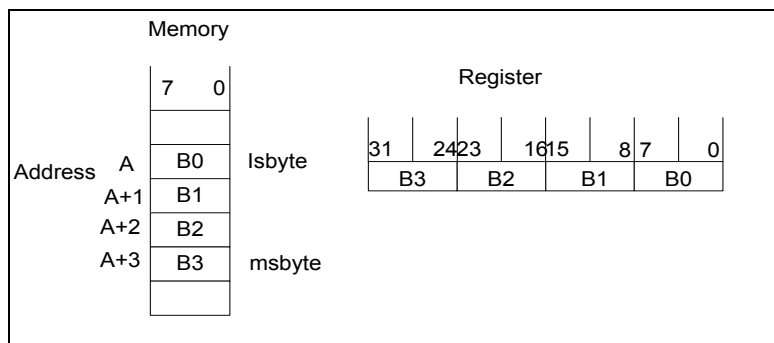 Memory
7 0
Address
A B0 lsbyte
A+1 B1
A+2 B2
A+3 B3 msbyte
Register
31 24 23 16 15 8 7 0
B3 B2 B1 B0